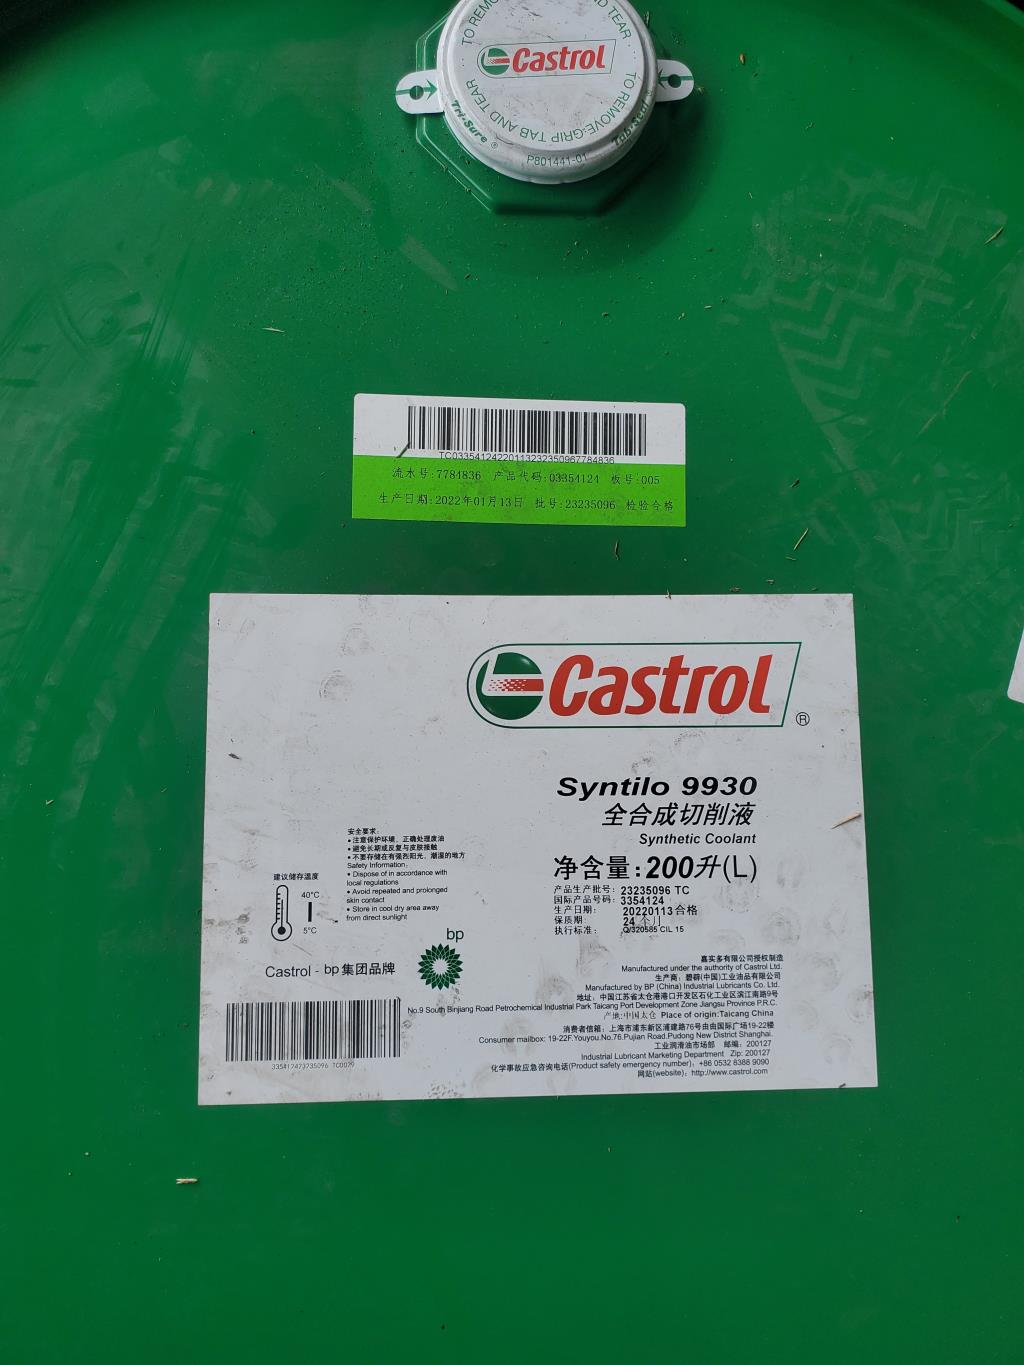 TO REMOVE:GRIP TAB AND TEAR
Castrol
Tri-Sure®
Tab-Seal
P801441-01
TC03354124220113232350967784836
流水号:7784836 产品代码:03354124 板号:005
生产日期:2022年01月13日 批号:23235096 检验合格
Castrol®
Syntilo 9930
全合成切削液
Synthetic Coolant
净含量:200升(L)
产品生产批号: 23235096 TC
国际产品号码: 3354124
生产日期: 20220113合格
保质期: 24个月
执行标准: Q/320585 CIL 15
安全要求:
• 注意保护环境，正确处理废油
• 避免长期或反复与皮肤接触
• 不要存储在有强烈阳光，潮湿的地方
Safety Information:
• Dispose of in accordance with
local regulations
• Avoid repeated and prolonged
skin contact
• Store in cool dry area away
from direct sunlight
建议储存温度
40°C
5°C
bp
Castrol - bp集团品牌
嘉实多有限公司授权制造
Manufactured under the authority of Castrol Ltd.
生产商：碧辟(中国)工业油品有限公司
Manufactured by BP (China) Industrial Lubricants Co. Ltd.
地址：中国江苏省太仓港港口开发区石化工业区滨江南路9号
No.9 South Binjiang Road Petrochemical Industrial Park Taicang Port Development Zone Jiangsu Province P.R.C.
产地:中国太仓 Place of origin:Taicang China
消费者信箱：上海市浦东新区浦建路76号由由国际广场19-22楼
Consumer mailbox: 19-22F.Youyou.No.76.Pujian Road.Pudong New District Shanghai.
工业润滑油市场部 邮编：200127
Industrial Lubricant Marketing Department Zip: 200127
化学事故应急咨询电话(Product safety emergency number)：+86 0532 8388 9090
网站(website)：http://www.castrol.com